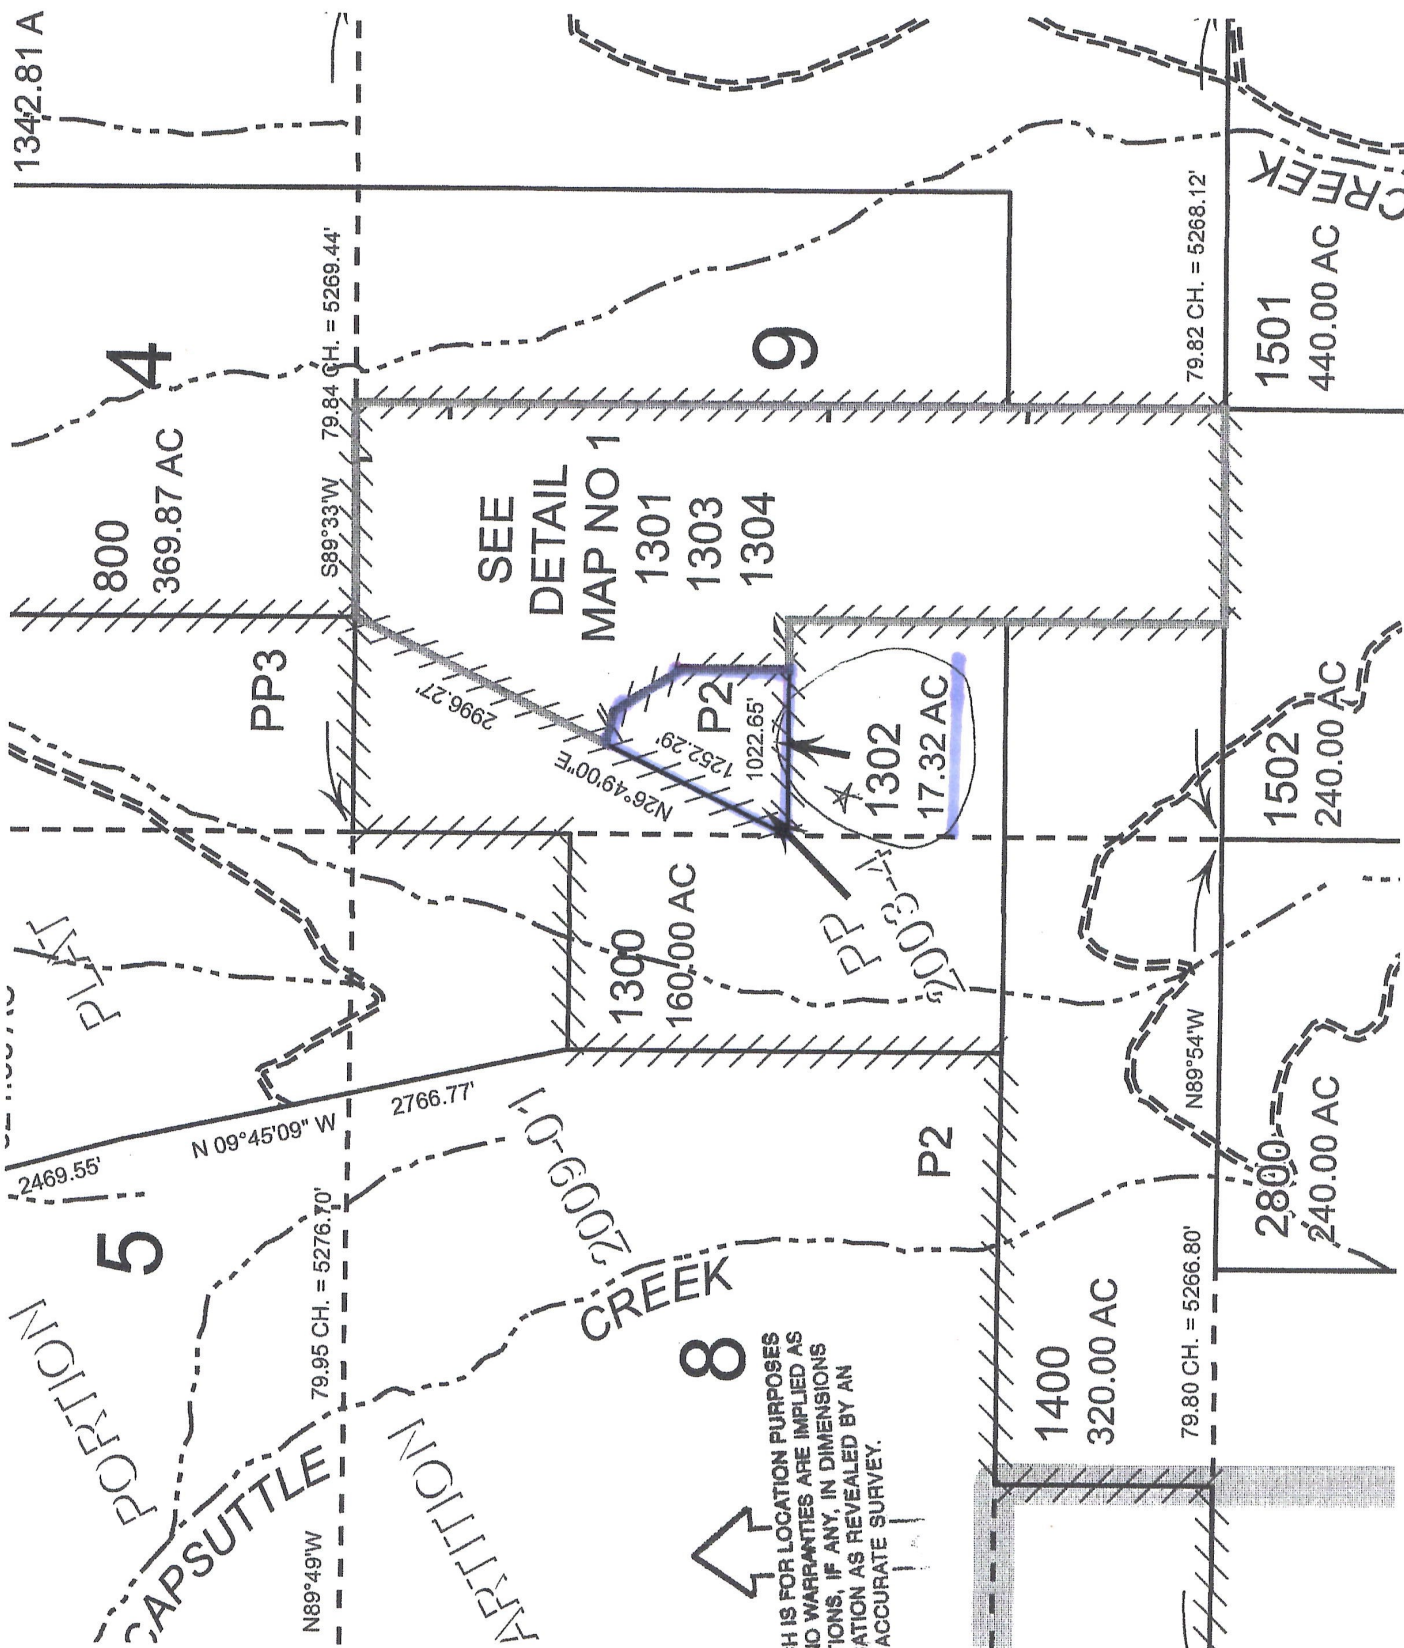 1342.81 A
4
800
369.87 AC
S89°33'W 79.84 CH. = 5269.44'
PP3
2996.27'
SEE
DETAIL
MAP NO 1
1301
1303
1304
9
N26°49'00"E
1252.29'
P2
1022.65'
1302
17.32 AC
79.82 CH. = 5268.12'
CREEK
1501
440.00 AC
1502
240.00 AC
PLAT
1300
160.00 AC
PP
2003-4
2469.55'
N 09°45'09" W
2766.77'
5
PORTION
CAPSUTTLE
CREEK
N89°49'W
79.95 CH. = 5276.70'
ARTITION
2009-01
8
P2
H IS FOR LOCATION PURPOSES
NO WARRANTIES ARE IMPLIED AS
TIONS, IF ANY, IN DIMENSIONS
ATION AS REVEALED BY AN
ACCURATE SURVEY.
1400
320.00 AC
79.80 CH. = 5266.80'
N89°54'W
2800
240.00 AC